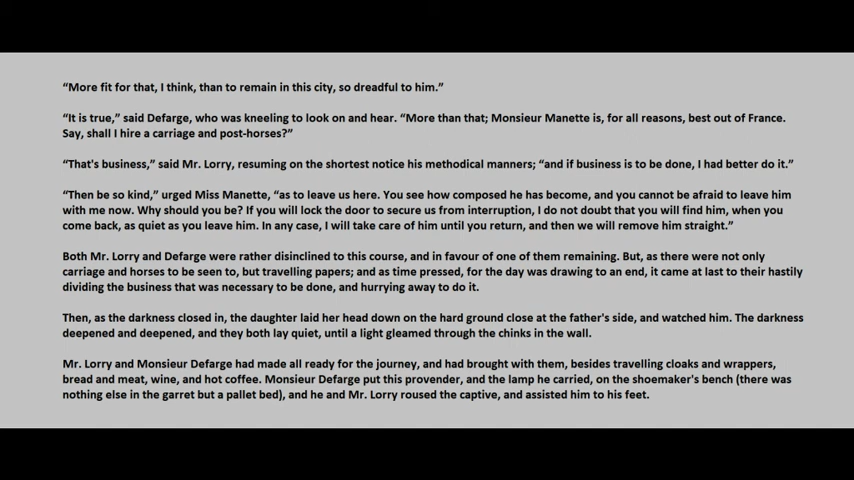 “More fit for that, I think, than to remain in this city, so dreadful to him.”
“It is true,” said Defarge, who was kneeling to look on and hear. “More than that; Monsieur Manette is, for all reasons, best out of France.
Say, shall I hire a carriage and post-horses?”
“That's business,” said Mr. Lorry, resuming on the shortest notice his methodical manners; “and if business is to be done, I had better do it.”
“Then be so kind,” urged Miss Manette, “as to leave us here. You see how composed he has become, and you cannot be afraid to leave him
with me now. Why should you be? If you will lock the door to secure us from interruption, I do not doubt that you will find him, when you
come back, as quiet as you leave him. In any case, I will take care of him until you return, and then we will remove him straight.”
Both Mr. Lorry and Defarge were rather disinclined to this course, and in favour of one of them remaining. But, as there were not only
carriage and horses to be seen to, but travelling papers; and as time pressed, for the day was drawing to an end, it came at last to their hastily
dividing the business that was necessary to be done, and hurrying away to do it.
Then, as the darkness closed in, the daughter laid her head down on the hard ground close at the father's side, and watched him. The darkness
deepened and deepened, and they both lay quiet, until a light gleamed through the chinks in the wall.
Mr. Lorry and Monsieur Defarge had made all ready for the journey, and had brought with them, besides travelling cloaks and wrappers,
bread and meat, wine, and hot coffee. Monsieur Defarge put this provender, and the lamp he carried, on the shoemaker's bench (there was
nothing else in the garret but a pallet bed), and he and Mr. Lorry roused the captive, and assisted him to his feet.